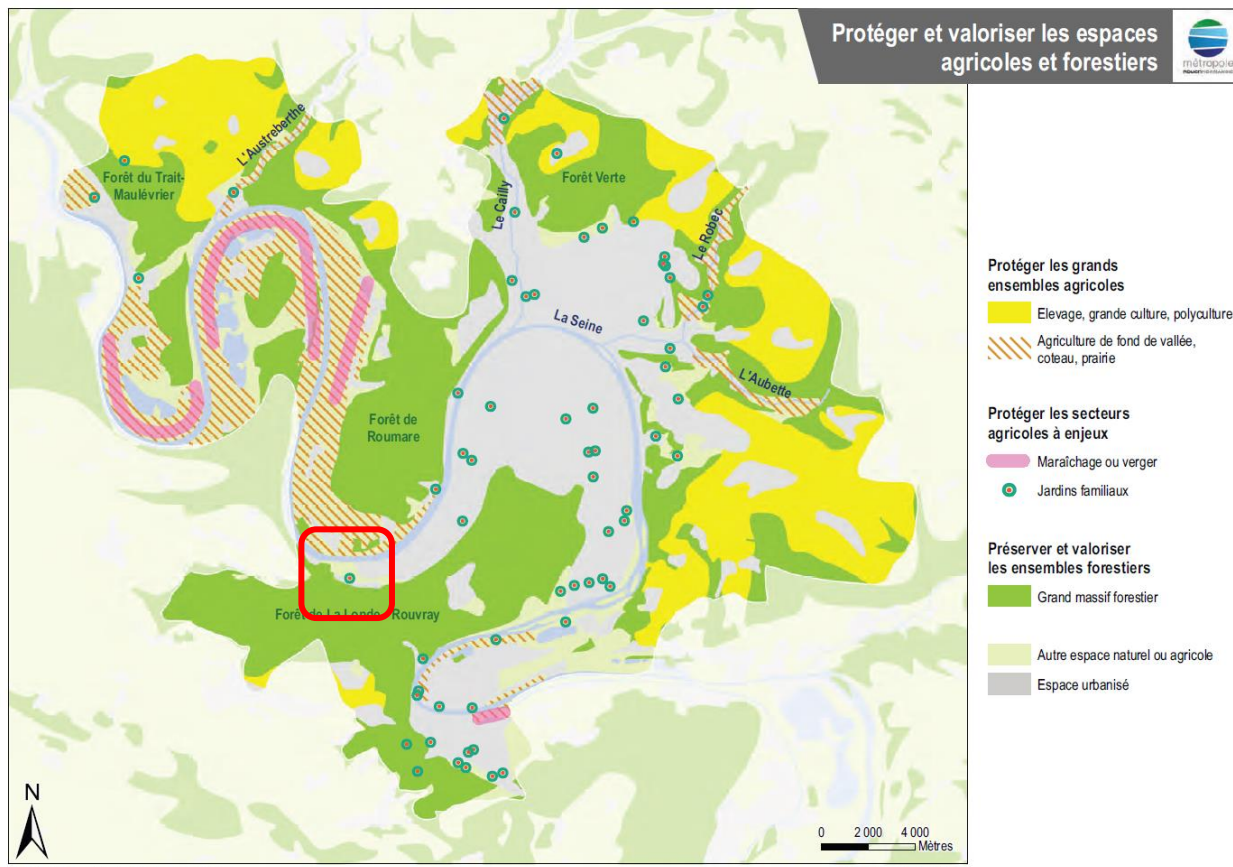 Protéger et valoriser les espaces
agricoles et forestiers
métropole
L'Austreberthe
Forêt du Trait-
Maulévrier
Le Cailly
Forêt Verte
Le Robec
La Seine
L'Aubette
Forêt de
Roumare
Forêt de La Londe - Rouvray
N
0 2 000 4 000
Mètres
Protéger les grands
ensembles agricoles
Elevage, grande culture, polyculture
Agriculture de fond de vallée,
coteau, prairie
Protéger les secteurs
agricoles à enjeux
Maraîchage ou verger
Jardins familiaux
Préserver et valoriser
les ensembles forestiers
Grand massif forestier
Autre espace naturel ou agricole
Espace urbanisé